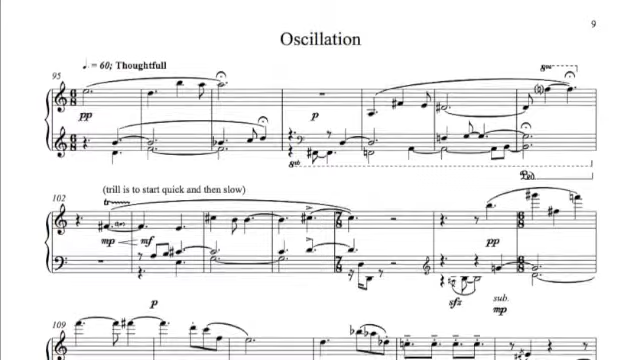 9
Oscillation
♩. = 60; Thoughtfull
8va
95
pp
p
8vb
Ped.
102
(trill is to start quick and then slow)
tr
mp
mf
pp
sfz
sub.
mp
p
109